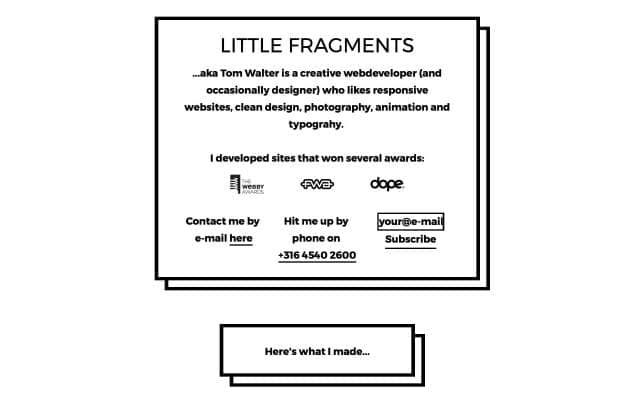 LITTLE FRAGMENTS
...aka Tom Walter is a creative webdeveloper (and
occasionally designer) who likes responsive
websites, clean design, photography, animation and
typograhy.
I developed sites that won several awards:
THE
WEBBY
AWARDS
FWA
dope.
Contact me by
e-mail here
Hit me up by
phone on
+316 4540 2600
your@e-mail
Subscribe
Here's what I made...